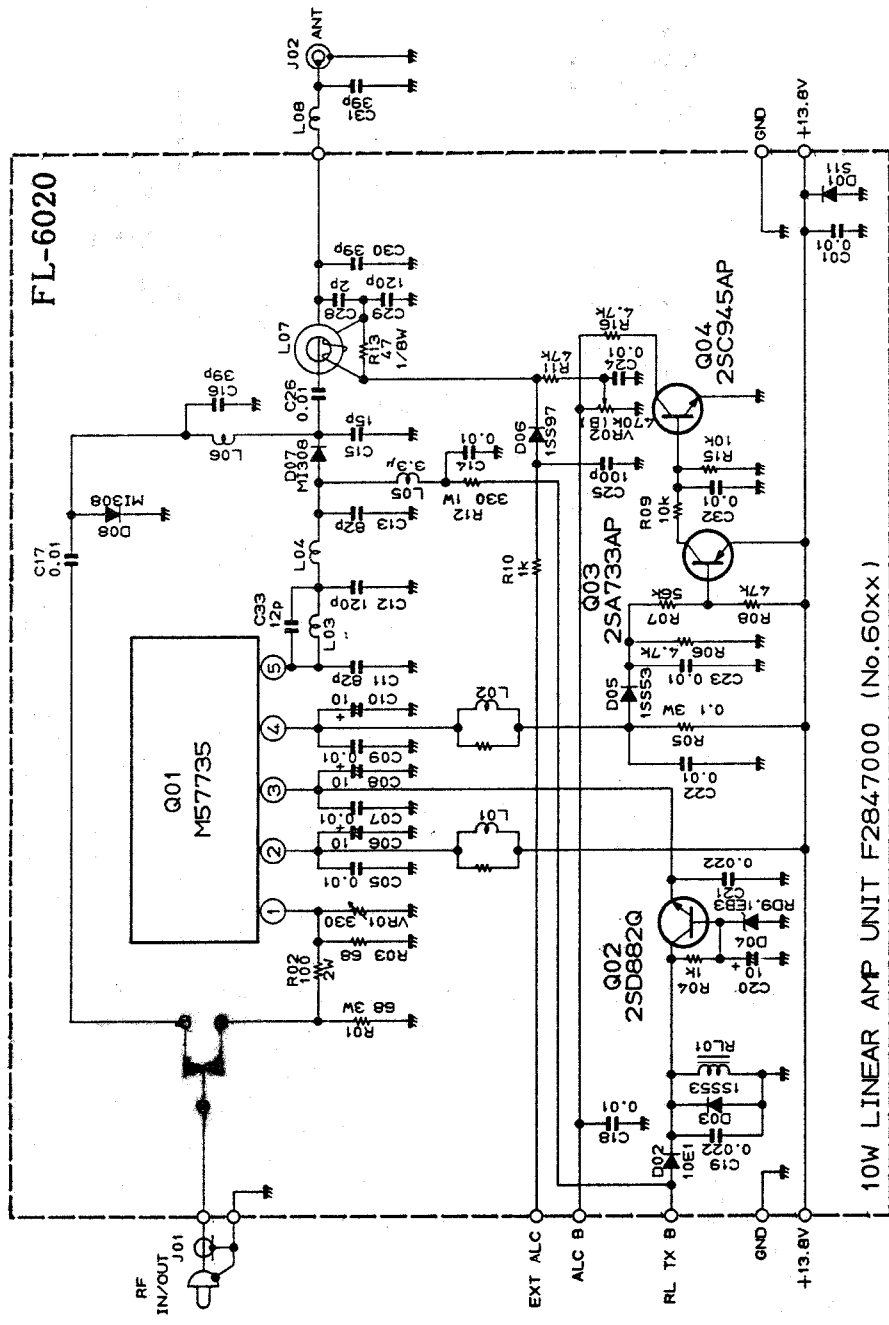 FL-6020
10W LINEAR AMP UNIT F2847000 (No.60xx)
RF
IN/OUT
J01
J02
ANT
L08
C31
39p
C17
0.01
D08
MI308
C16
39p
L06
Q01
M57735
1
2
3
4
5
R02
100
2W
R01
68 3W
R03
68
VR01
330
C05
0.01
C06
10
+
C07
0.01
C08
10
+
C09
0.01
C10
10
+
L01
L02
C11
82p
C33
12p
L03
C12
120p
L04
C13
82p
D07
MI308
C15
15p
C26
0.01
L05
3.3μ
C14
0.01
R12
330 1W
L07
R13
47
1/8W
C28
2p
C29
120p
C30
39p
EXT ALC
R10
1k
D06
1SS97
C25
100p
R11
47k
C24
0.01
VR02
470k(B)
R16
4.7k
ALC B
C18
0.01
RL TX B
D02
10E1
C19
0.022
D03
1SS53
RL01
Q02
2SD882Q
R04
1k
C20
10
+
D04
RD9.1EB3
C21
0.022
C22
0.01
R05
0.1 3W
D05
1SS53
C23
0.01
R06
4.7k
R07
56k
R08
47k
Q03
2SA733AP
R09
10k
C32
0.01
R15
10k
Q04
2SC945AP
GND
+13.8V
GND
+13.8V
C01
0.01
D01
S11